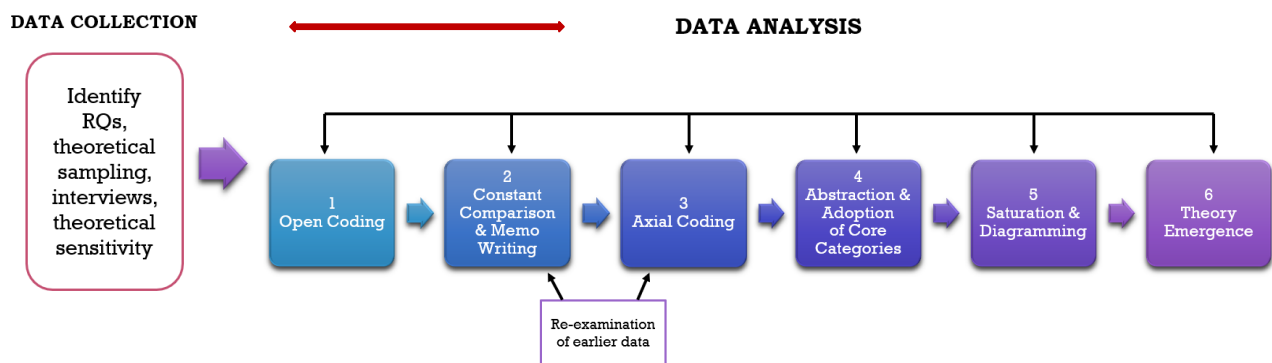 DATA COLLECTION
DATA ANALYSIS
Identify
RQs,
theoretical
sampling,
interviews,
theoretical
sensitivity
1
Open Coding
2
Constant
Comparison
& Memo
Writing
3
Axial Coding
4
Abstraction &
Adoption
of Core
Categories
5
Saturation &
Diagramming
6
Theory
Emergence
Re-examination
of earlier data